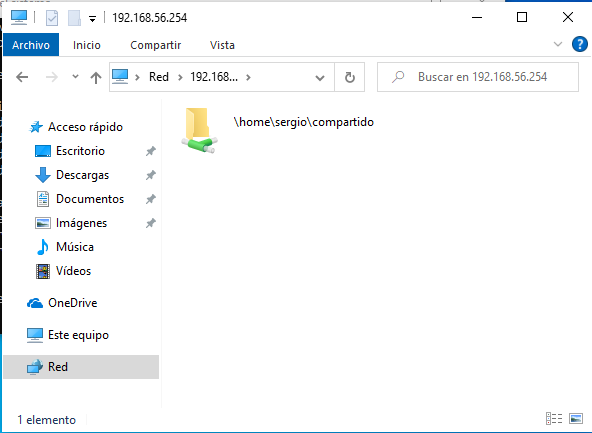 192.168.56.254
Archivo Inicio Compartir Vista
Red 192.168... Buscar en 192.168.56.254
Acceso rápido
Escritorio
Descargas
Documentos
Imágenes
Música
Vídeos
OneDrive
Este equipo
Red
\home\sergio\compartido
1 elemento